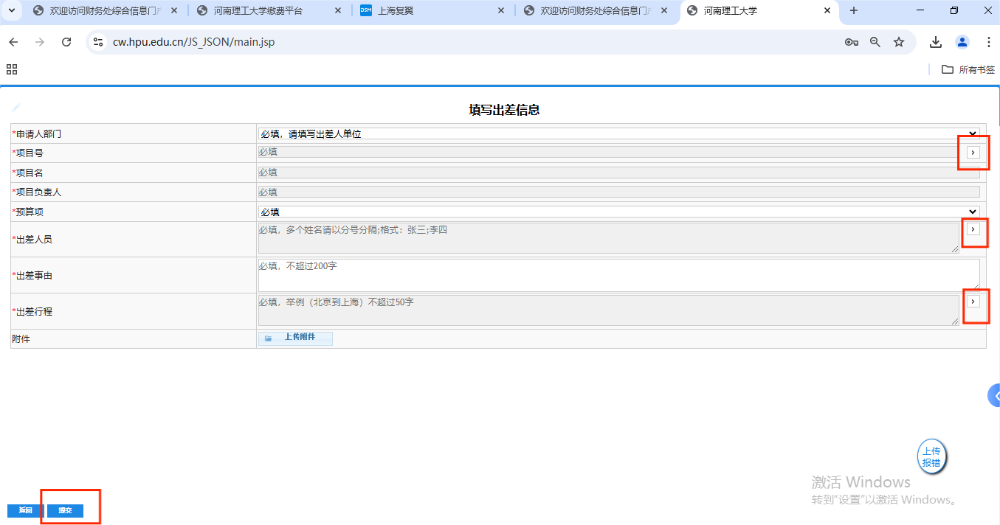 欢迎访问财务处综合信息门户
河南理工大学缴费平台
DSM 上海复翼
欢迎访问财务处综合信息门户
河南理工大学
cw.hpu.edu.cn/JS_JSON/main.jsp
所有书签
填写出差信息
*申请人部门
必填，请填写出差人单位
*项目号
必填
*项目名
必填
*项目负责人
必填
*预算项
必填
*出差人员
必填，多个姓名请以分号分隔;格式：张三;李四
*出差事由
必填，不超过200字
*出差行程
必填，举例（北京到上海）不超过50字
附件
上传附件
上传
报错
激活 Windows
转到"设置"以激活 Windows。
返回
提交